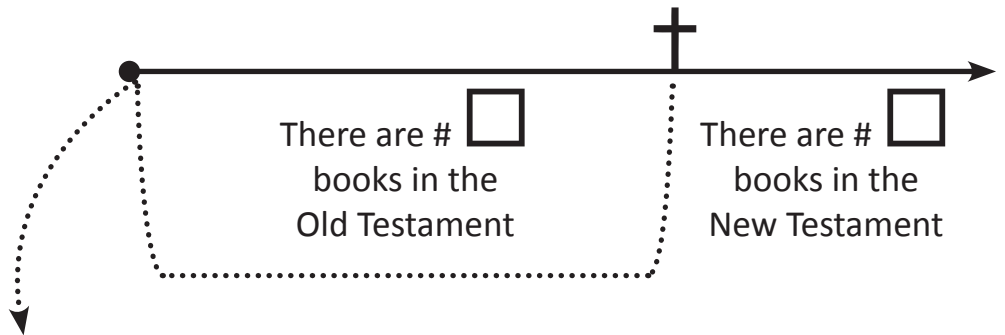 There are #
books in the
Old Testament
There are #
books in the
New Testament